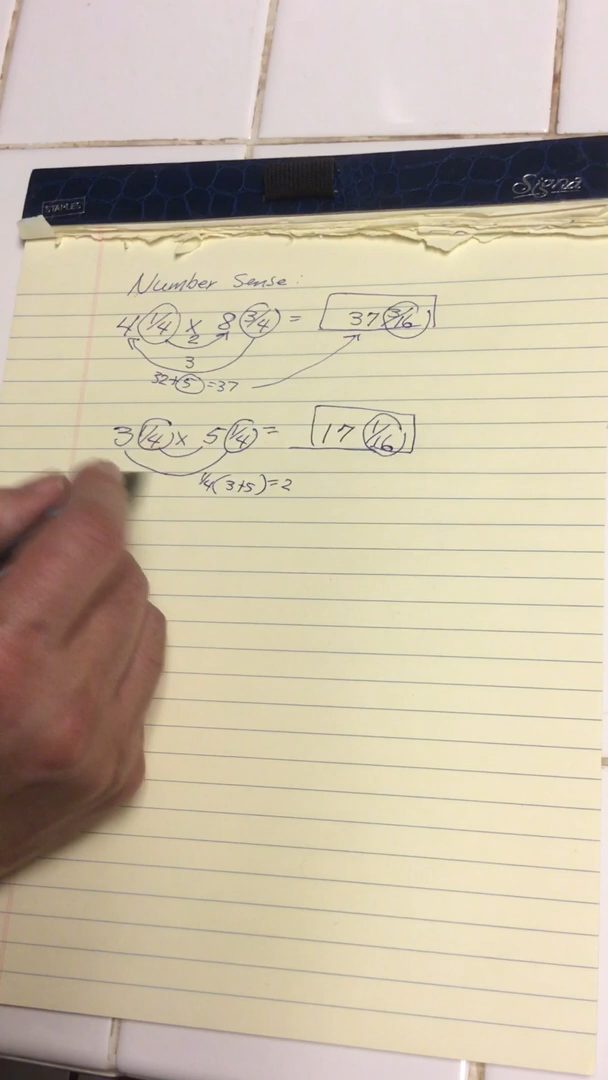 STAPLES
Signa
Number Sense:
4 1/4 x 8 3/4 = 37 3/16
2
3
32+5=37
3 1/4 x 5 1/4 = 17 1/16
1/4(3+5)=2